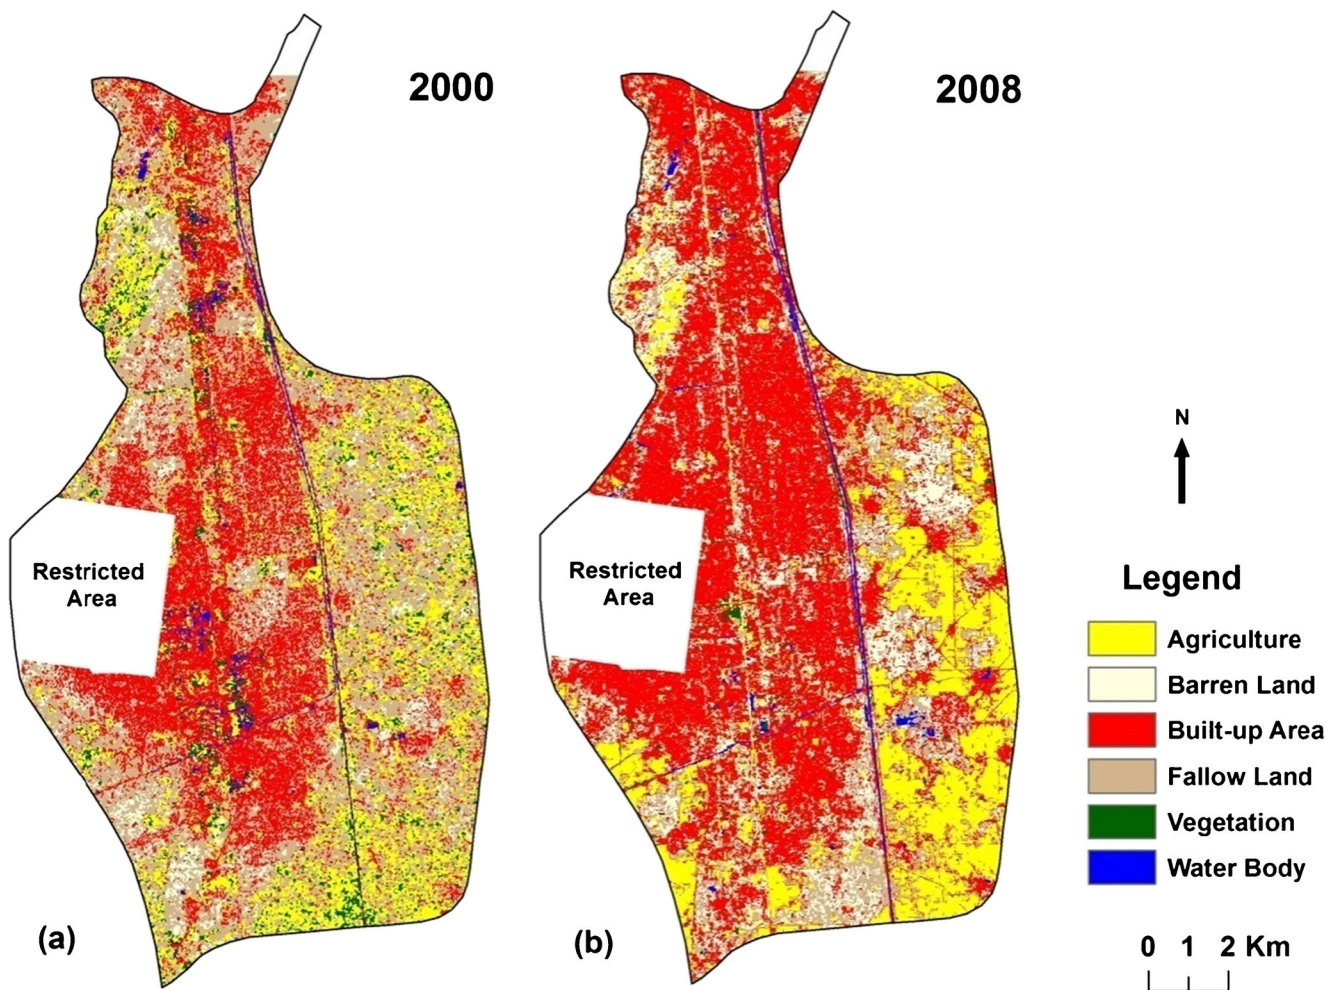 2000
2008
Restricted
Area
Restricted
Area
N
Legend
Agriculture
Barren Land
Built-up Area
Fallow Land
Vegetation
Water Body
(a)
(b)
0 1 2 Km